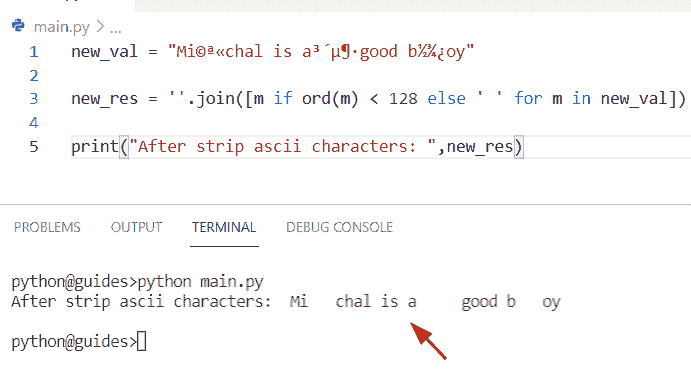 main.py > ...
1 new_val = "Mi©ª«chal is a³´µ¶·good b½¾¿oy"
2
3 new_res = ''.join([m if ord(m) < 128 else ' ' for m in new_val])
4
5 print("After strip ascii characters: ",new_res)
PROBLEMS OUTPUT TERMINAL DEBUG CONSOLE
python@guides>python main.py
After strip ascii characters:  Mi   chal is a     good b   oy
python@guides>